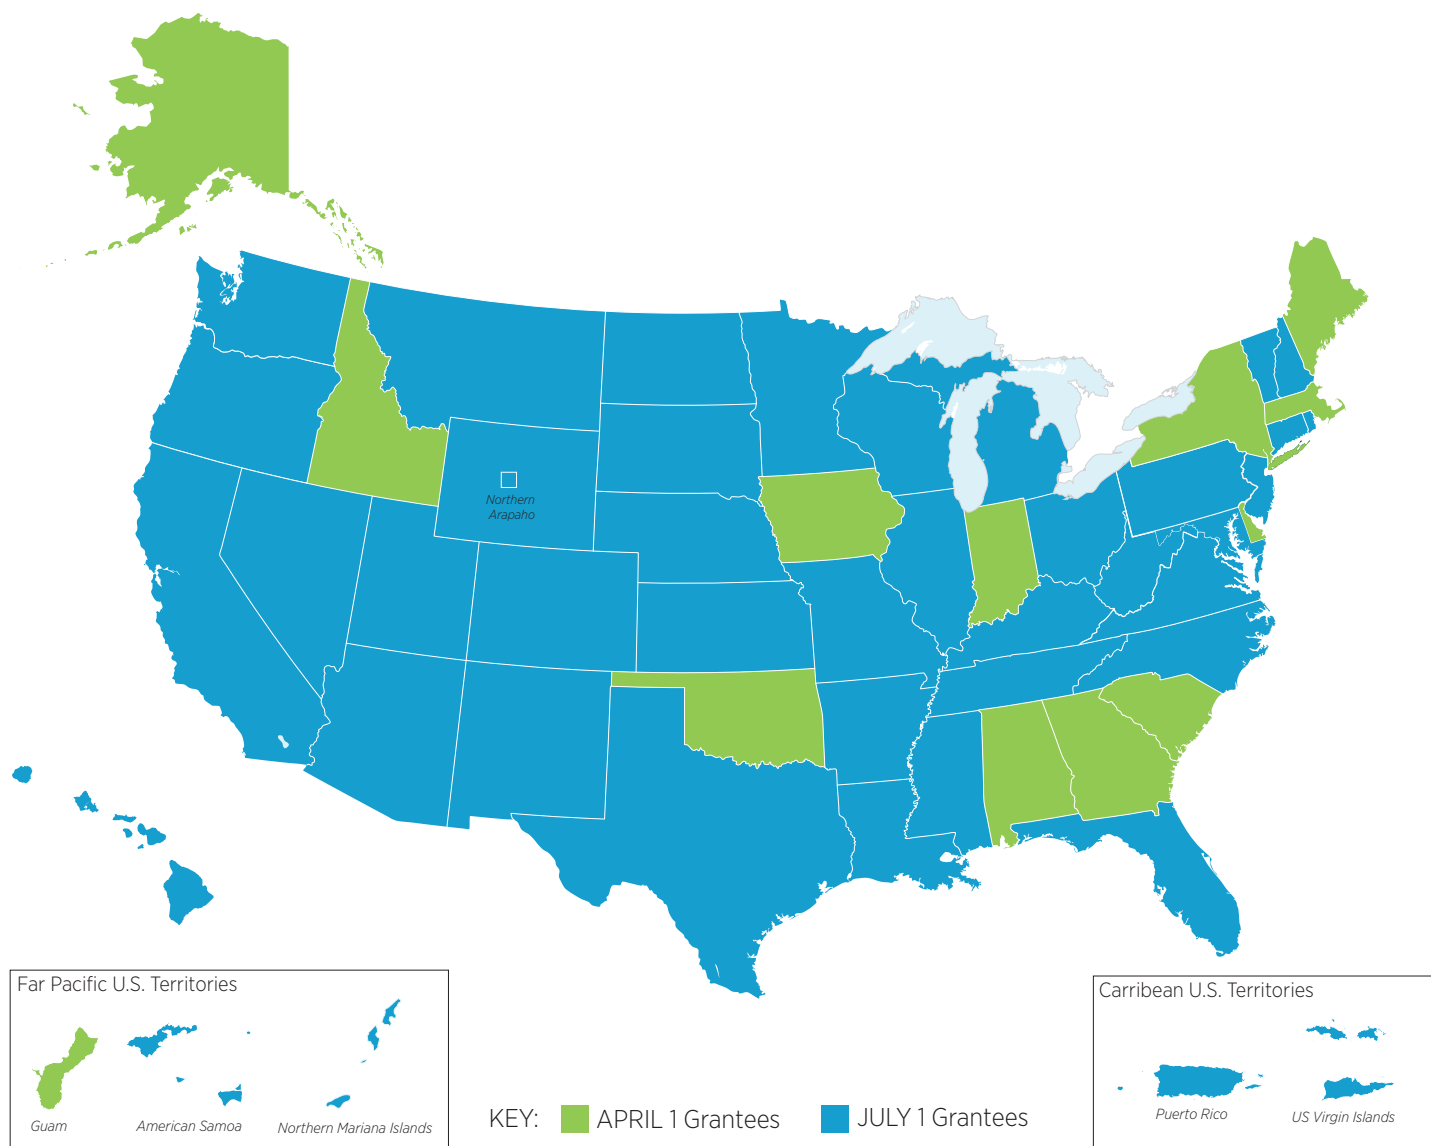 Northern
Arapaho
Far Pacific U.S. Territories
Guam
American Samoa
Northern Mariana Islands
KEY:
APRIL 1 Grantees
JULY 1 Grantees
Carribean U.S. Territories
Puerto Rico
US Virgin Islands